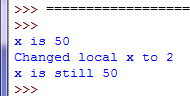 >>> ==================
>>>
x is 50
Changed local x to 2
x is still 50
>>>